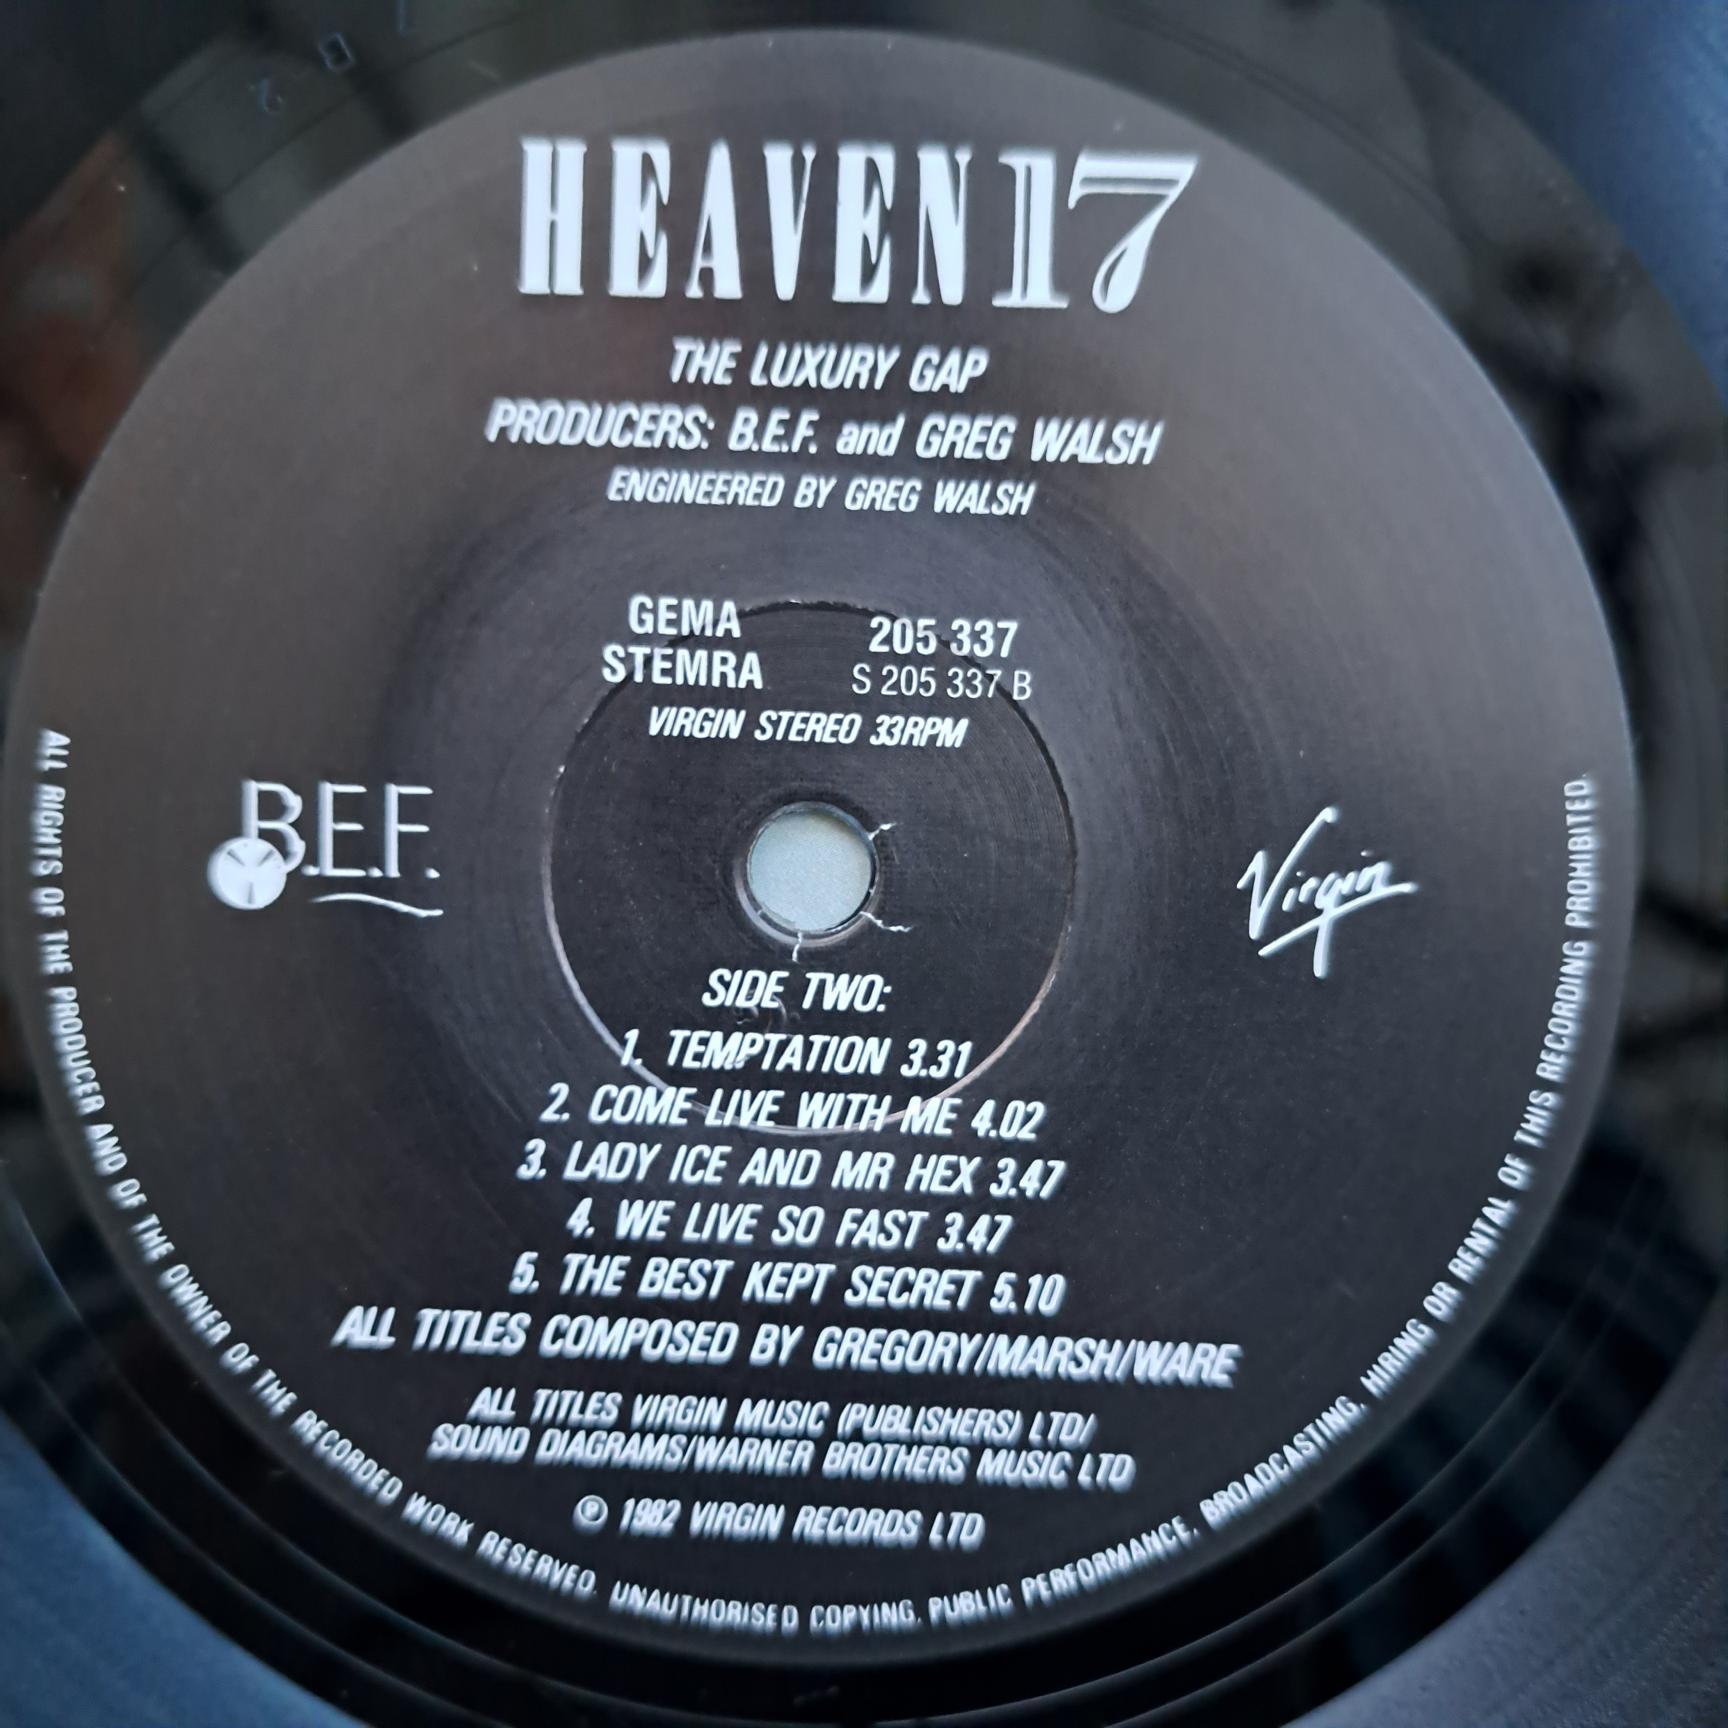 HEAVEN 17
THE LUXURY GAP
PRODUCERS: B.E.F. and GREG WALSH
ENGINEERED BY GREG WALSH
GEMA 205 337
STEMRA S 205 337 B
VIRGIN STEREO 33RPM
B.E.F.
Virgin
SIDE TWO:
1. TEMPTATION 3.31
2. COME LIVE WITH ME 4.02
3. LADY ICE AND MR HEX 3.47
4. WE LIVE SO FAST 3.47
5. THE BEST KEPT SECRET 5.10
ALL TITLES COMPOSED BY GREGORY/MARSH/WARE
ALL TITLES VIRGIN MUSIC (PUBLISHERS) LTD/
SOUND DIAGRAMS/WARNER BROTHERS MUSIC LTD
℗ 1982 VIRGIN RECORDS LTD
ALL RIGHTS OF THE PRODUCER AND OF THE OWNER OF THE RECORDED WORK RESERVED. UNAUTHORISED COPYING, PUBLIC PERFORMANCE, BROADCASTING, HIRING OR RENTAL OF THIS RECORDING PROHIBITED.